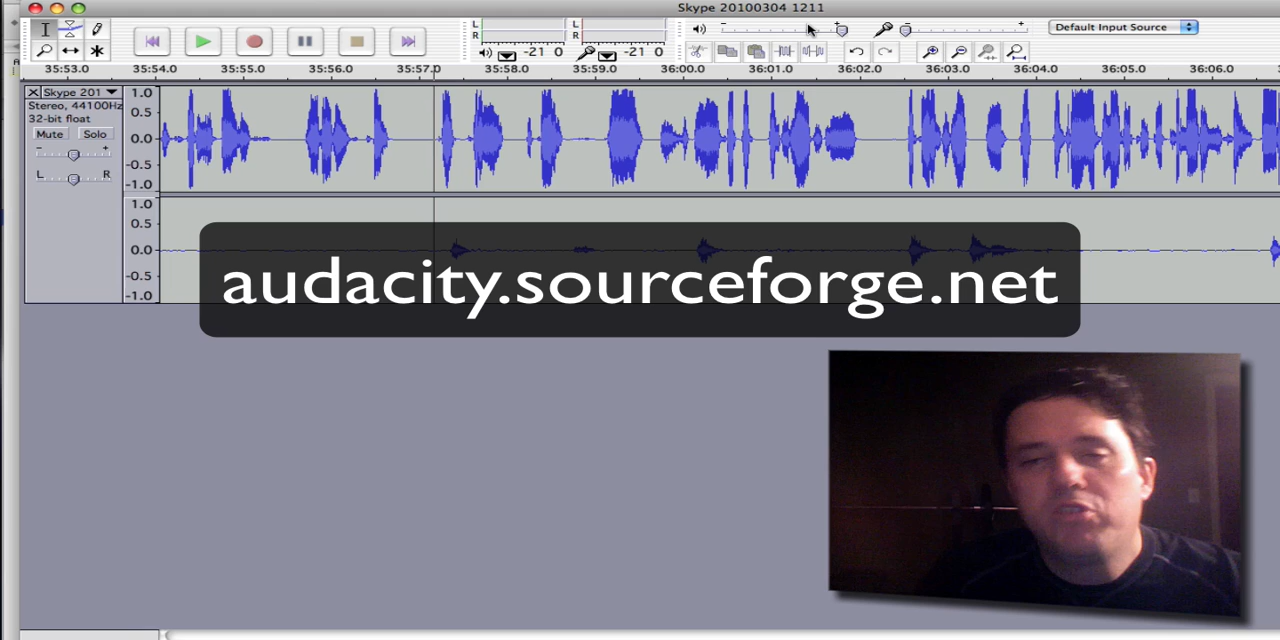 Skype 20100304 1211
L
R
-21 0
L
R
-21 0
- +
- +
Default Input Source
35:53.0 35:54.0 35:55.0 35:56.0 35:57.0 35:58.0 35:59.0 36:00.0 36:01.0 36:02.0 36:03.0 36:04.0 36:05.0 36:06.0
X Skype 201
Stereo, 44100Hz
32-bit float
Mute Solo
- +
L R
1.0
0.5
0.0
-0.5
-1.0
1.0
0.5
0.0
-0.5
-1.0
audacity.sourceforge.net